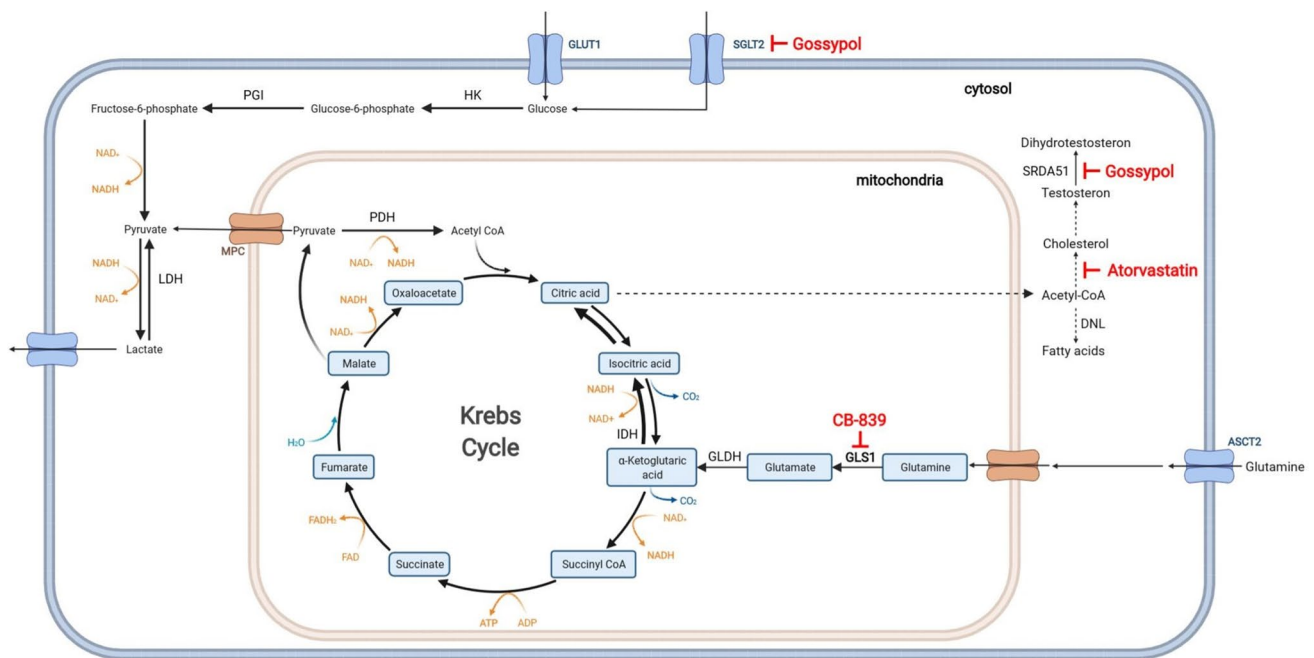 GLUT1
SGLT2
Gossypol
cytosol
Fructose-6-phosphate
PGI
Glucose-6-phosphate
HK
Glucose
NAD+
NADH
Pyruvate
NADH
NAD+
LDH
Lactate
MPC
mitochondria
Pyruvate
PDH
Acetyl CoA
NAD+
NADH
Oxaloacetate
Citric acid
NADH
NAD+
Malate
Isocitric acid
CO₂
NADH
NAD+
IDH
Krebs
Cycle
H₂O
Fumarate
α-Ketoglutaric
acid
GLDH
Glutamate
CB-839
GLS1
Glutamine
CO₂
NAD+
NADH
FADH₂
FAD
Succinate
Succinyl CoA
ATP
ADP
Dihydrotestosteron
SRDA51
Gossypol
Testosteron
Cholesterol
Atorvastatin
Acetyl-CoA
DNL
Fatty acids
ASCT2
Glutamine